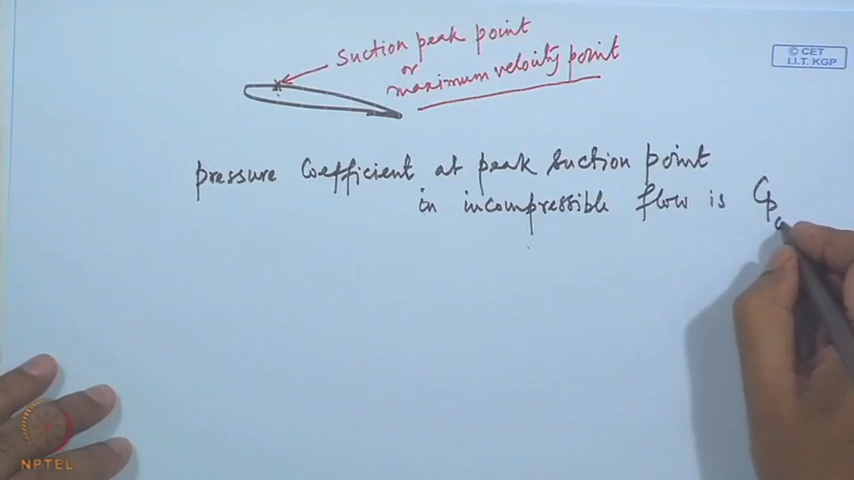 suction peak point
or
maximum velocity point
© CET
I.I.T. KGP
pressure coefficient at peak suction point
in incompressible flow is Cp
NPTEL